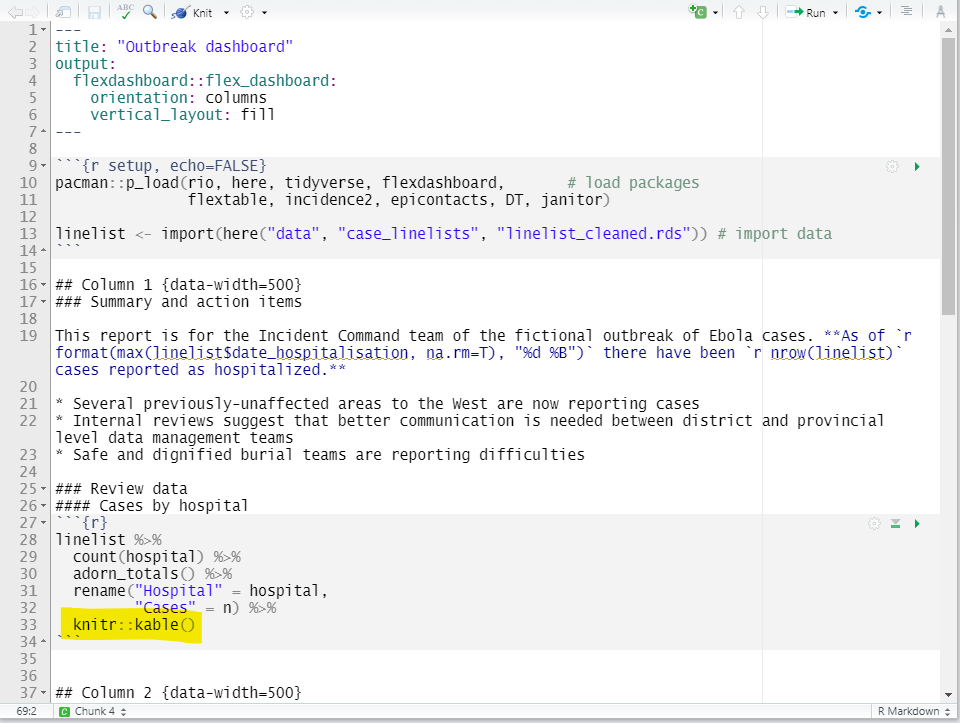 ABC
Knit
Run
1 ---
2 title: "Outbreak dashboard"
3 output:
4   flexdashboard::flex_dashboard:
5     orientation: columns
6     vertical_layout: fill
7 ---
8
9 ```{r setup, echo=FALSE}
10 pacman::p_load(rio, here, tidyverse, flexdashboard,       # load packages
11                flextable, incidence2, epicontacts, DT, janitor)
12
13 linelist <- import(here("data", "case_linelists", "linelist_cleaned.rds")) # import data
14 ```
15
16 ## Column 1 {data-width=500}
17 ### Summary and action items
18
19 This report is for the Incident Command team of the fictional outbreak of Ebola cases. **As of `r
format(max(linelist$date_hospitalisation, na.rm=T), "%d %B")` there have been `r nrow(linelist)`
cases reported as hospitalized.**
20
21 * Several previously-unaffected areas to the West are now reporting cases
22 * Internal reviews suggest that better communication is needed between district and provincial
level data management teams
23 * Safe and dignified burial teams are reporting difficulties
24
25 ### Review data
26 #### Cases by hospital
27 ```{r}
28 linelist %>%
29   count(hospital) %>%
30   adorn_totals() %>%
31   rename("Hospital" = hospital,
32          "Cases" = n) %>%
33   knitr::kable()
34 ```
35
36
37 ## Column 2 {data-width=500}
69:2 C Chunk 4 R Markdown